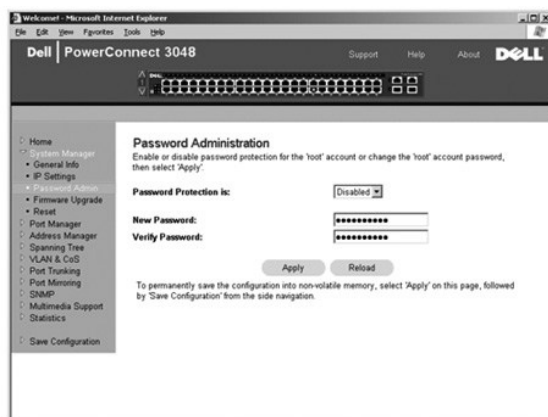 Welcome! - Microsoft Internet Explorer
File Edit View Favorites Tools Help
Dell | PowerConnect 3048
Support Help About DELL
Home
System Manager
General Info
IP Settings
Password Admin
Firmware Upgrade
Reset
Port Manager
Address Manager
Spanning Tree
VLAN & CoS
Port Trunking
Port Mirroring
SNMP
Multimedia Support
Statistics
Save Configuration
Password Administration
Enable or disable password protection for the 'root' account or change the 'root' account password,
then select 'Apply'.
Password Protection is: Disabled
New Password: ••••••••••
Verify Password: ••••••••••
Apply Reload
To permanently save the configuration into non-volatile memory, select 'Apply' on this page, followed
by 'Save Configuration' from the side navigation.